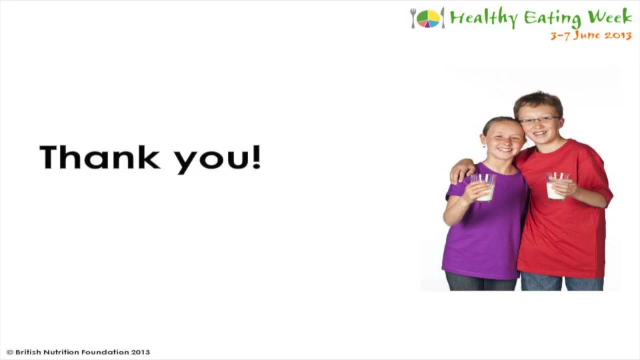 Healthy Eating Week
3-7 June 2013
Thank you!
© British Nutrition Foundation 2013